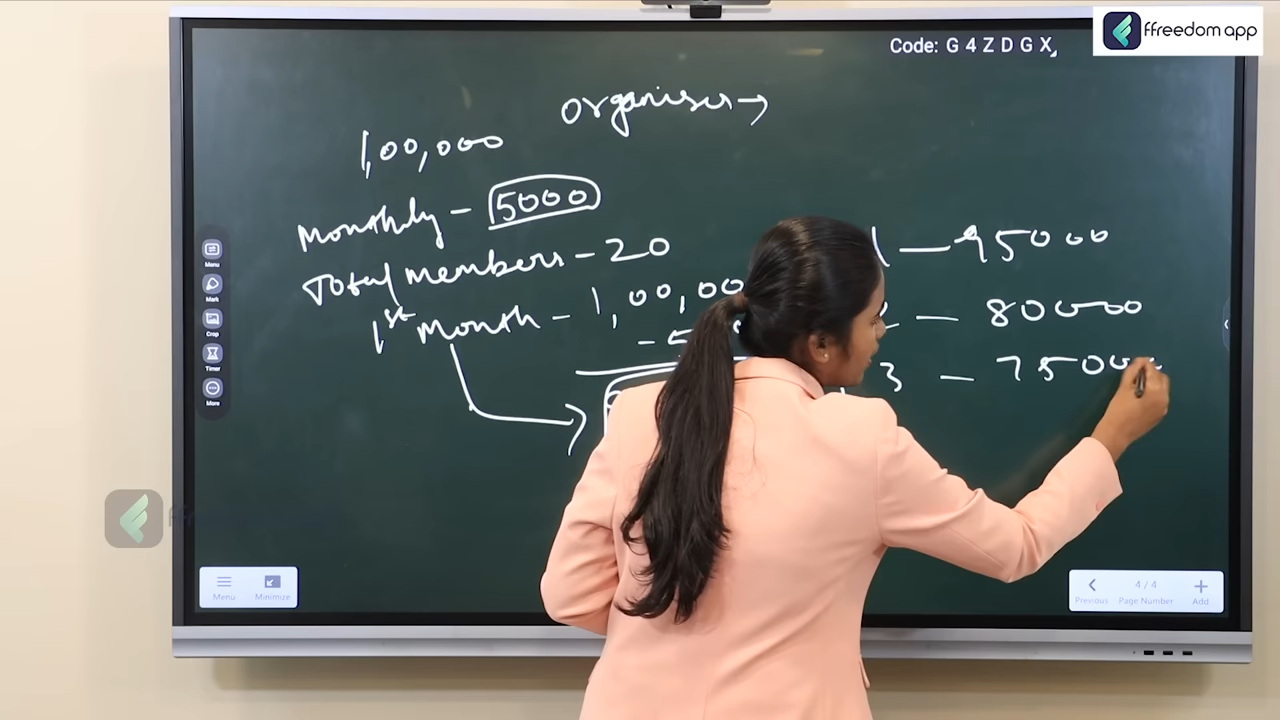 ffreedom app
Code: G 4 Z D G X
organiser →
1,00,000
Monthly - 5000
Total members - 20
1st Month - 1,00,00
- 5
1 - 95000
2 - 80000
3 - 75000
Menu
Mark
Crop
Timer
More
Menu
Minimize
Previous
4 / 4
Page Number
Add